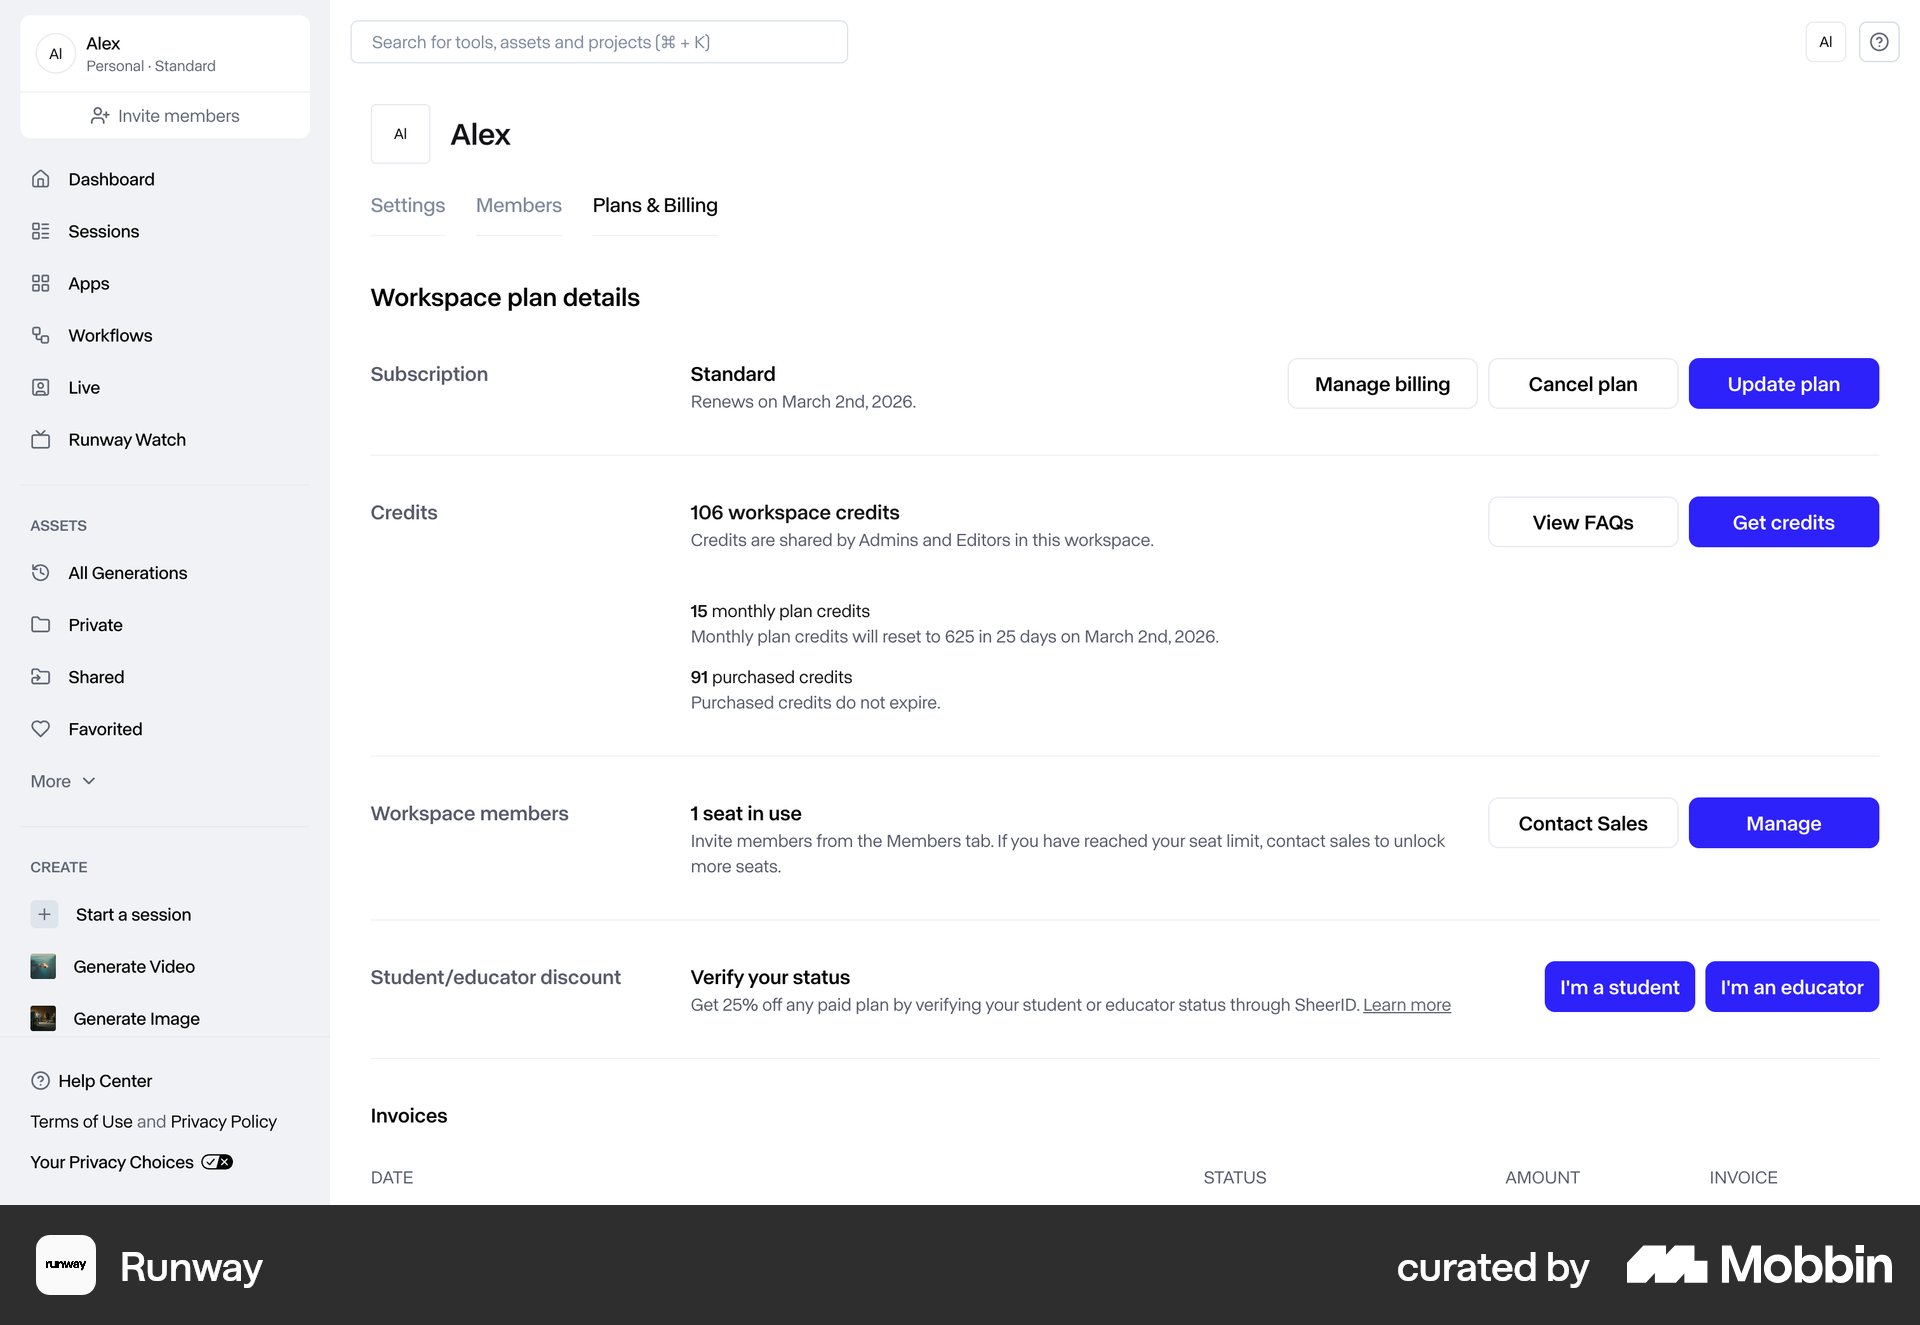 Al
Alex
Personal · Standard
Invite members
Dashboard
Sessions
Apps
Workflows
Live
Runway Watch
ASSETS
All Generations
Private
Shared
Favorited
More
CREATE
Start a session
Generate Video
Generate Image
Help Center
Terms of Use and Privacy Policy
Your Privacy Choices
Search for tools, assets and projects (⌘ + K)
Al
Al
Alex
Settings Members Plans & Billing
Workspace plan details
Subscription
Standard
Renews on March 2nd, 2026.
Manage billing
Cancel plan
Update plan
Credits
106 workspace credits
Credits are shared by Admins and Editors in this workspace.
View FAQs
Get credits
15 monthly plan credits
Monthly plan credits will reset to 625 in 25 days on March 2nd, 2026.
91 purchased credits
Purchased credits do not expire.
Workspace members
1 seat in use
Invite members from the Members tab. If you have reached your seat limit, contact sales to unlock
more seats.
Contact Sales
Manage
Student/educator discount
Verify your status
Get 25% off any paid plan by verifying your student or educator status through SheerID. Learn more
I'm a student
I'm an educator
Invoices
DATE STATUS AMOUNT INVOICE
runway
Runway
curated by
Mobbin